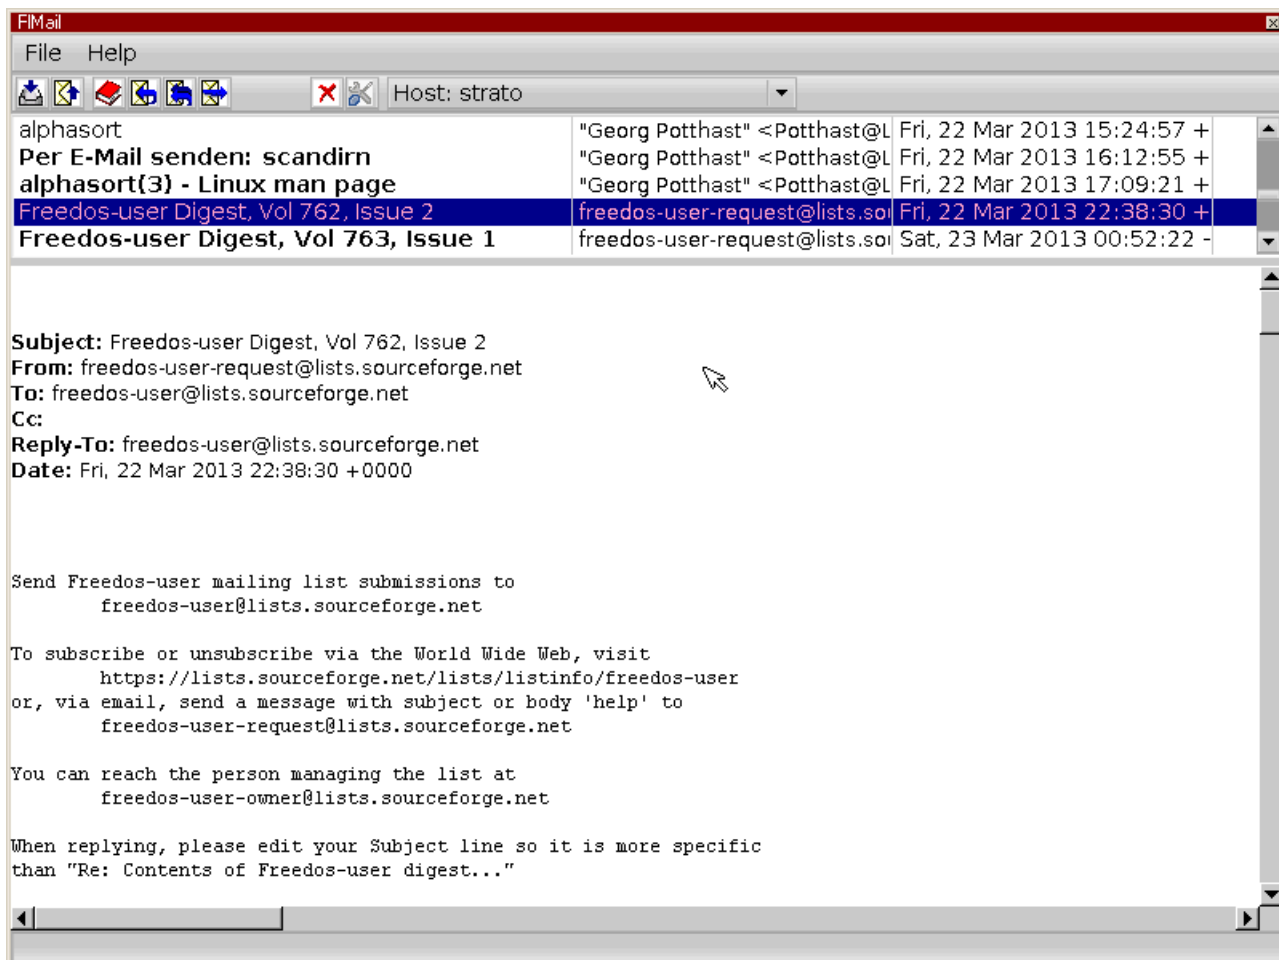 FlMail
File Help
Host: strato
alphasort "Georg Potthast" <Potthast@L Fri, 22 Mar 2013 15:24:57 +
Per E-Mail senden: scandirn "Georg Potthast" <Potthast@L Fri, 22 Mar 2013 16:12:55 +
alphasort(3) - Linux man page "Georg Potthast" <Potthast@L Fri, 22 Mar 2013 17:09:21 +
Freedos-user Digest, Vol 762, Issue 2 freedos-user-request@lists.so Fri, 22 Mar 2013 22:38:30 +
Freedos-user Digest, Vol 763, Issue 1 freedos-user-request@lists.so Sat, 23 Mar 2013 00:52:22 -
Subject: Freedos-user Digest, Vol 762, Issue 2
From: freedos-user-request@lists.sourceforge.net
To: freedos-user@lists.sourceforge.net
Cc:
Reply-To: freedos-user@lists.sourceforge.net
Date: Fri, 22 Mar 2013 22:38:30 +0000
Send Freedos-user mailing list submissions to
freedos-user@lists.sourceforge.net
To subscribe or unsubscribe via the World Wide Web, visit
https://lists.sourceforge.net/lists/listinfo/freedos-user
or, via email, send a message with subject or body 'help' to
freedos-user-request@lists.sourceforge.net
You can reach the person managing the list at
freedos-user-owner@lists.sourceforge.net
When replying, please edit your Subject line so it is more specific
than "Re: Contents of Freedos-user digest..."